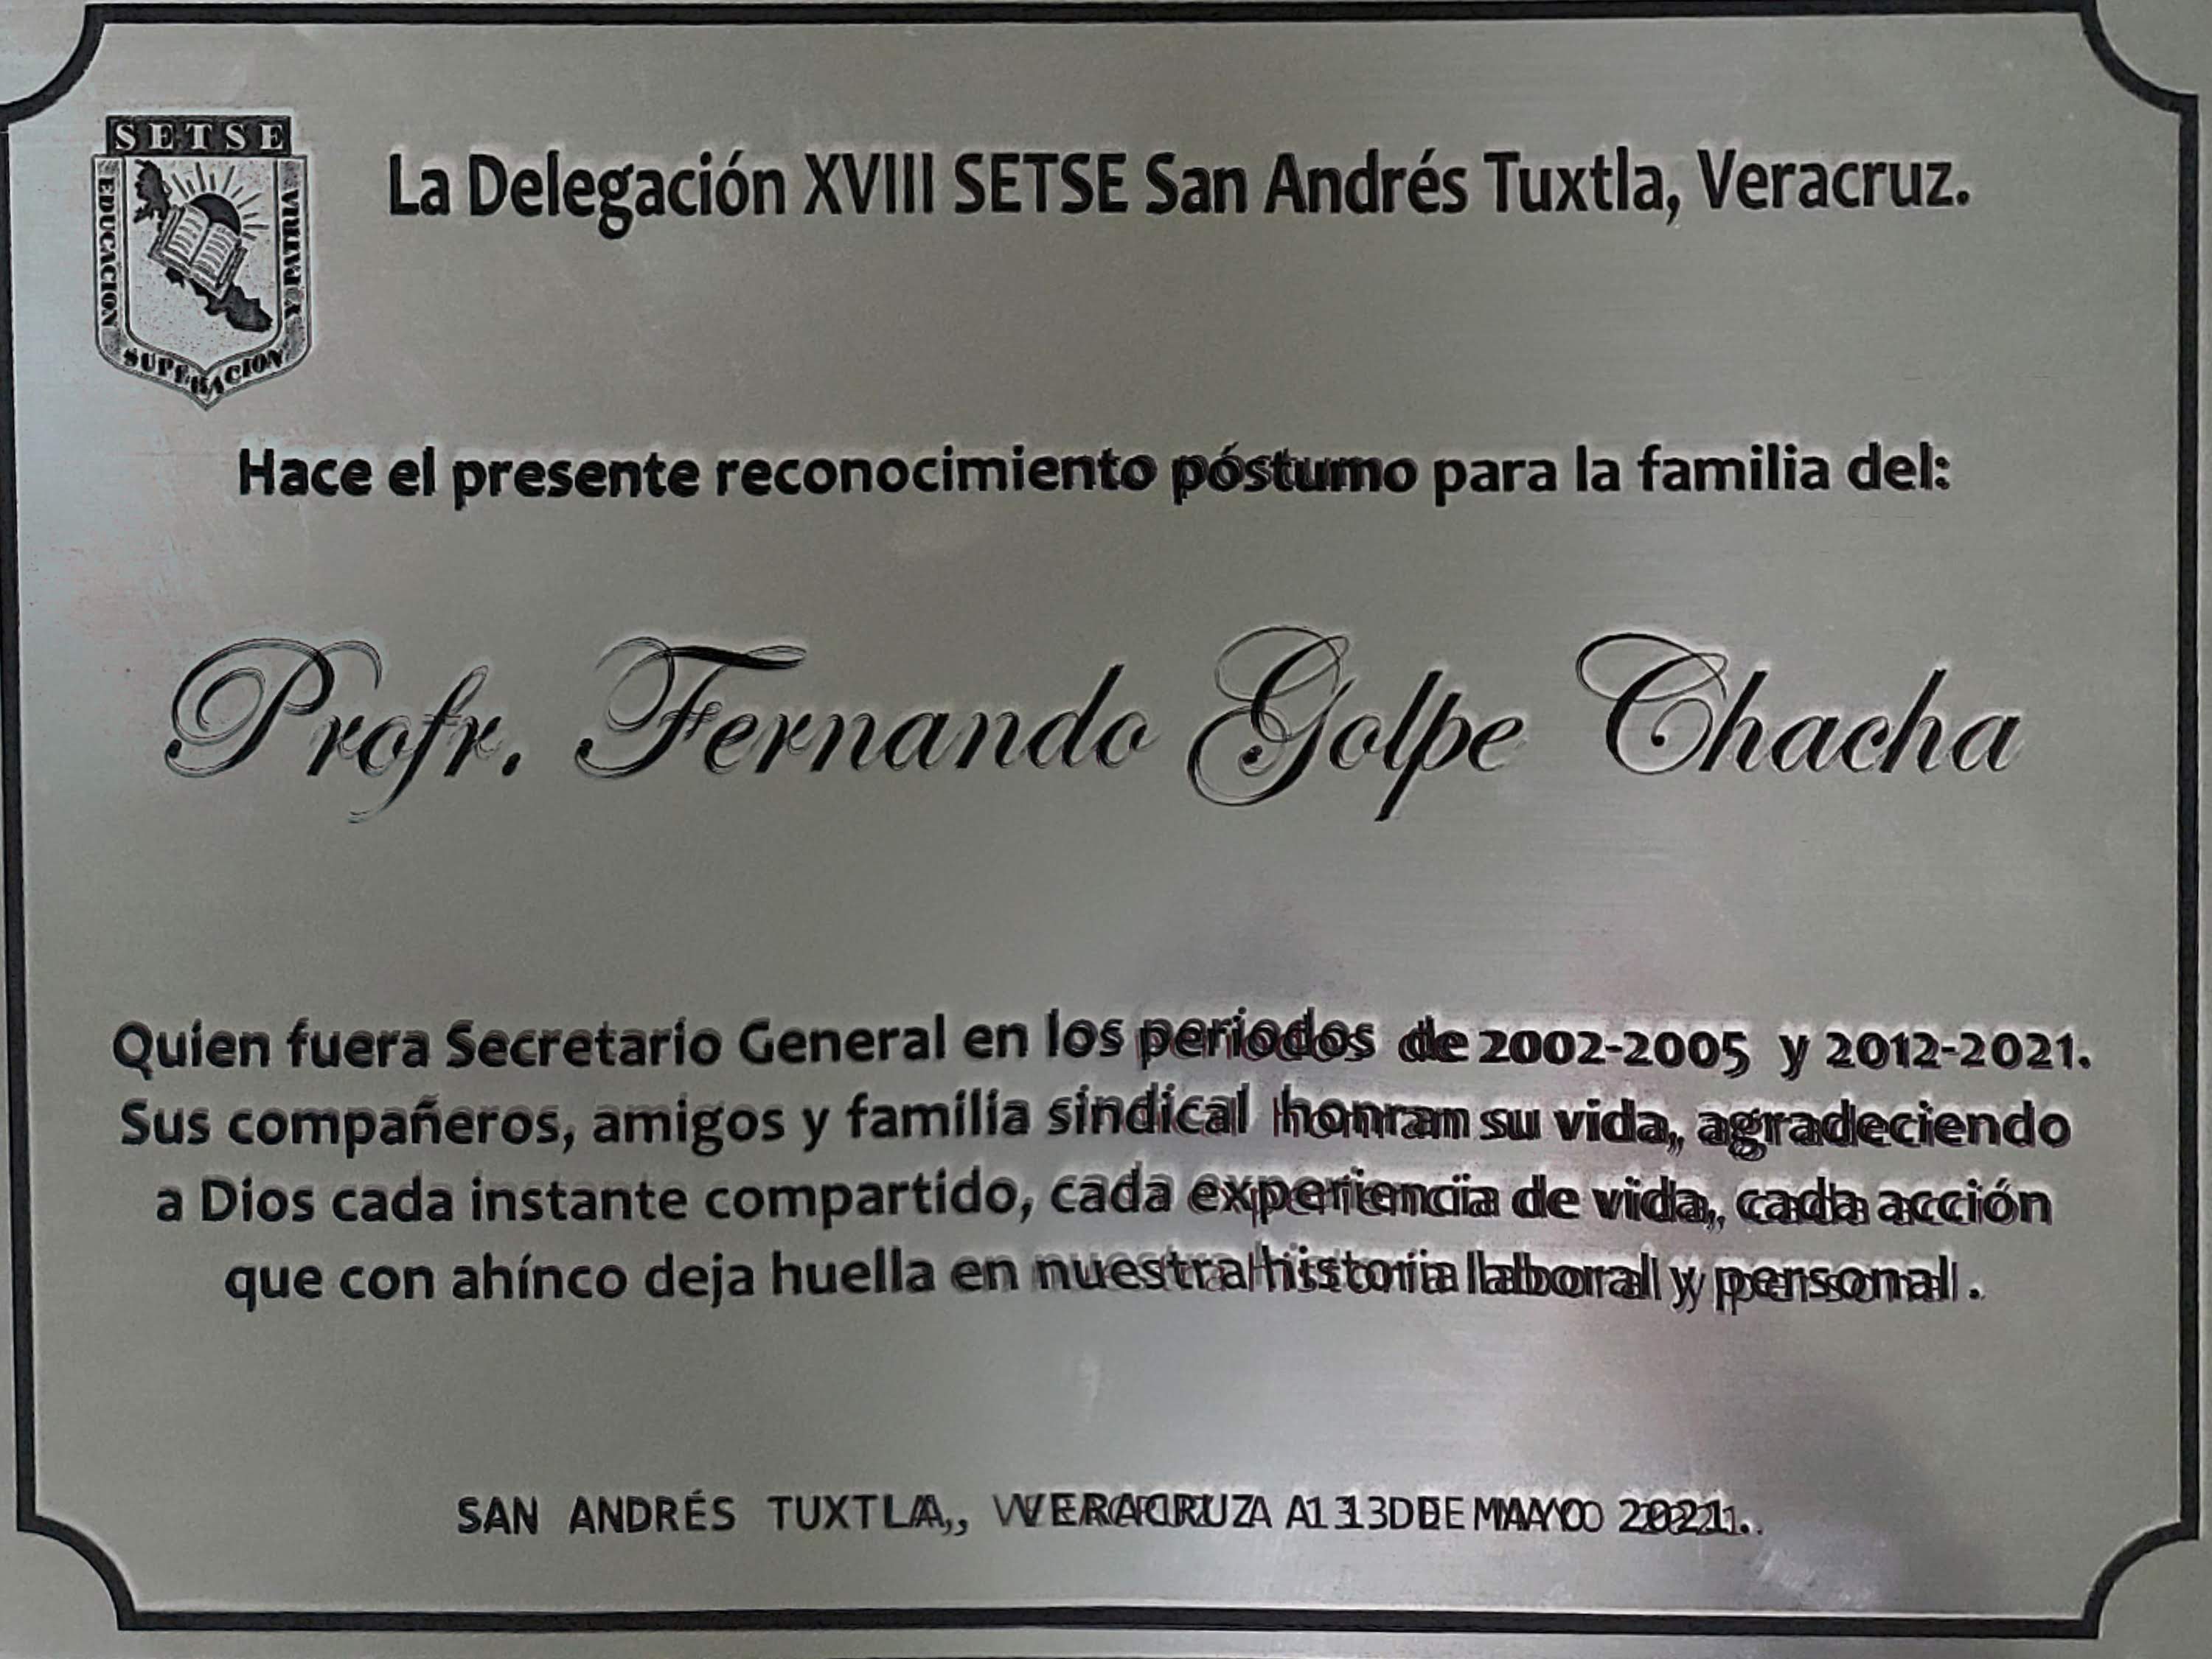 SETSE
EDUCACION
Y PATRIA
SUPERACION
La Delegación XVIII SETSE San Andrés Tuxtla, Veracruz.
Hace el presente reconocimiento póstumo para la familia del:
Profr. Fernando Golpe Chacha
Quien fuera Secretario General en los periodos de 2002-2005 y 2012-2021.
Sus compañeros, amigos y familia sindical honran su vida, agradeciendo
a Dios cada instante compartido, cada experiencia de vida, cada acción
que con ahínco deja huella en nuestra historia laboral y personal.
SAN ANDRÉS TUXTLA, VERACRUZ A 13 DE MAYO 2021.